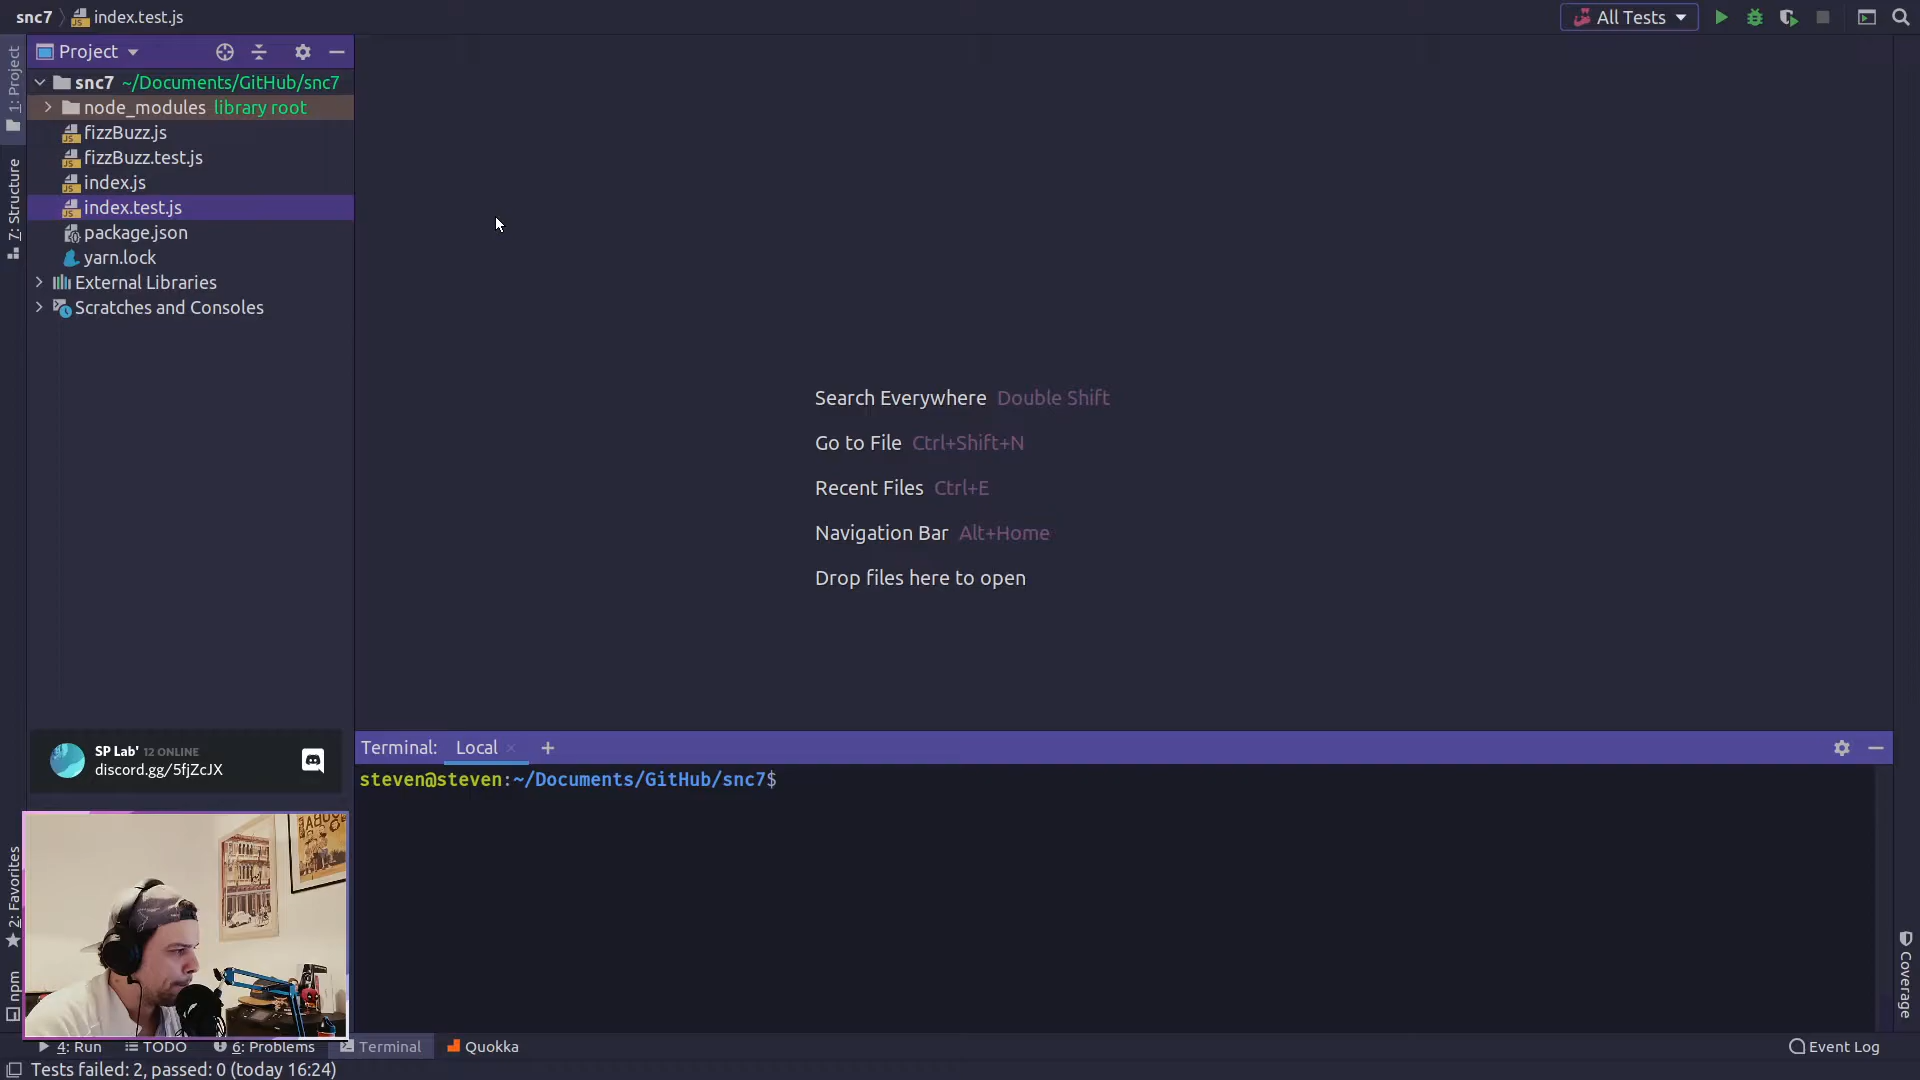 snc7 index.test.js
All Tests
1: Project
Project
snc7 ~/Documents/GitHub/snc7
node_modules library root
fizzBuzz.js
fizzBuzz.test.js
index.js
index.test.js
package.json
yarn.lock
External Libraries
Scratches and Consoles
7: Structure
Search Everywhere Double Shift
Go to File Ctrl+Shift+N
Recent Files Ctrl+E
Navigation Bar Alt+Home
Drop files here to open
SP Lab' 12 ONLINE
discord.gg/5fjZcJX
Terminal: Local
steven@steven:~/Documents/GitHub/snc7$
2: Favorites
npm
Coverage
4: Run TODO 6: Problems Terminal Quokka Event Log
Tests failed: 2, passed: 0 (today 16:24)